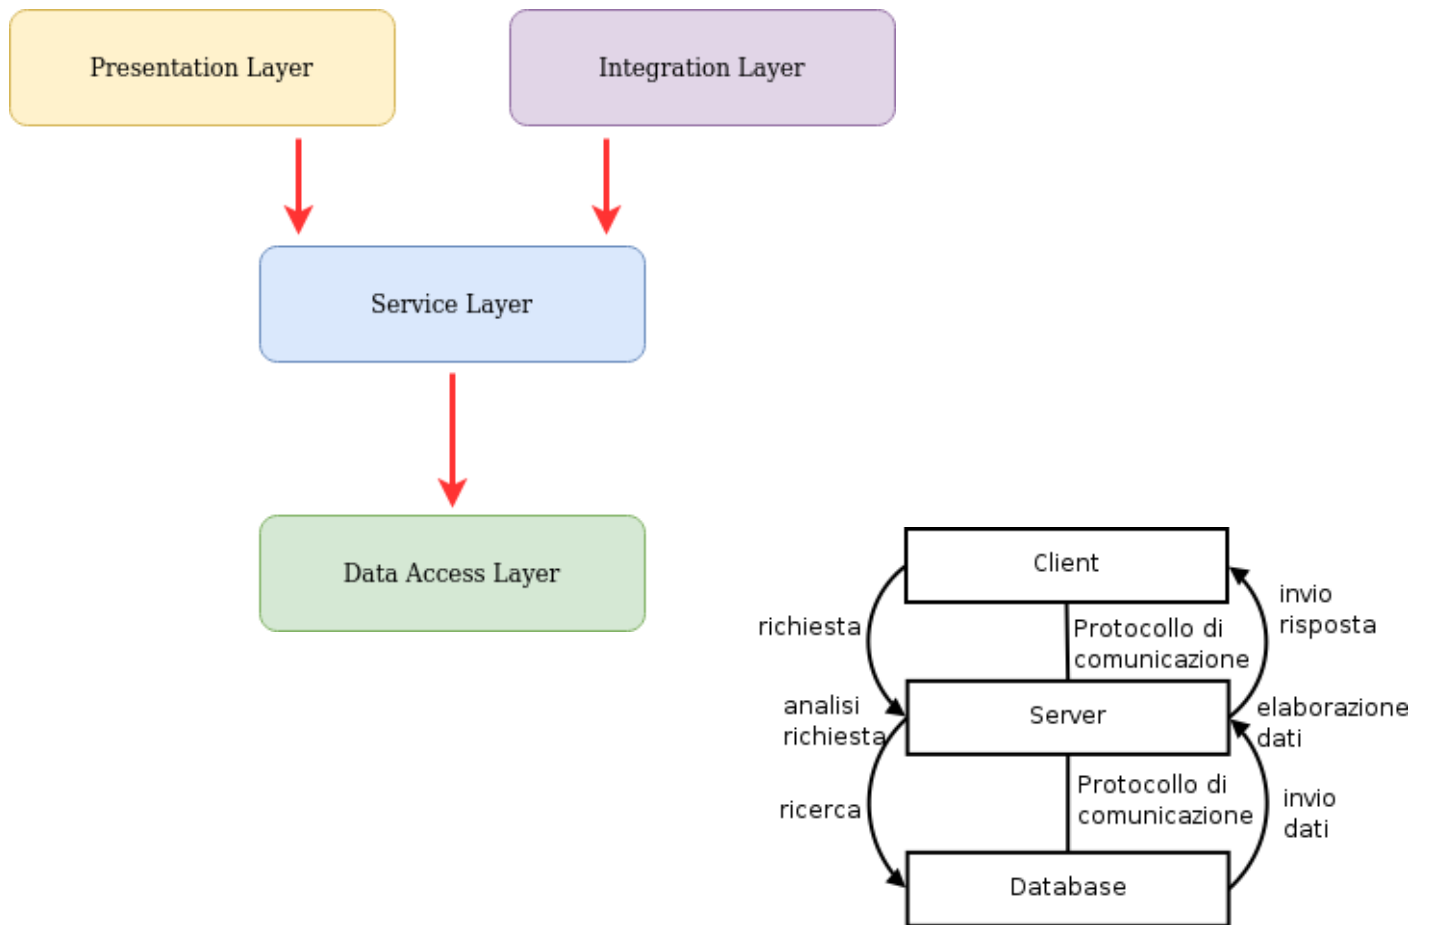 Presentation Layer
Integration Layer
Service Layer
Data Access Layer
Client
richiesta
Protocollo di
comunicazione
invio
risposta
analisi
richiesta
Server
elaborazione
dati
ricerca
Protocollo di
comunicazione
invio
dati
Database